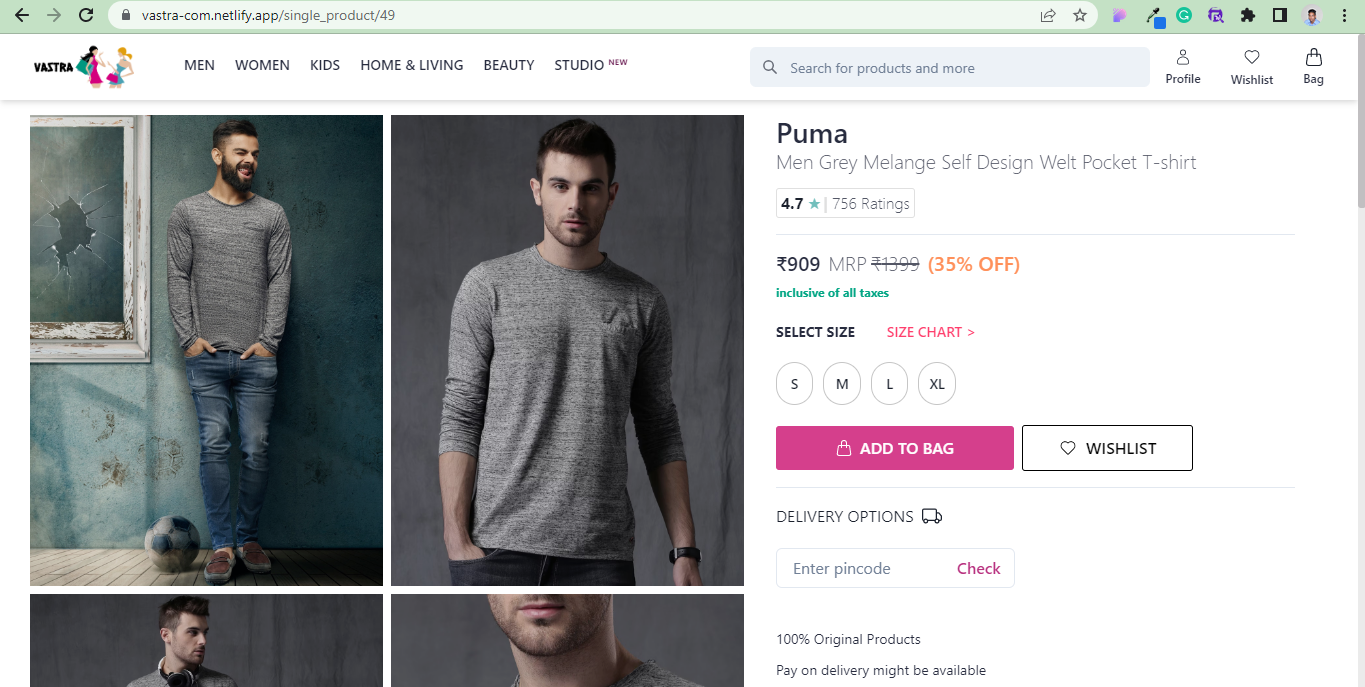 vastra-com.netlify.app/single_product/49
VASTRA
MEN WOMEN KIDS HOME & LIVING BEAUTY STUDIO NEW
Search for products and more
Profile Wishlist Bag
Puma
Men Grey Melange Self Design Welt Pocket T-shirt
4.7 ★ | 756 Ratings
₹909 MRP ₹1399 (35% OFF)
inclusive of all taxes
SELECT SIZE SIZE CHART >
S M L XL
ADD TO BAG WISHLIST
DELIVERY OPTIONS
Enter pincode Check
100% Original Products
Pay on delivery might be available